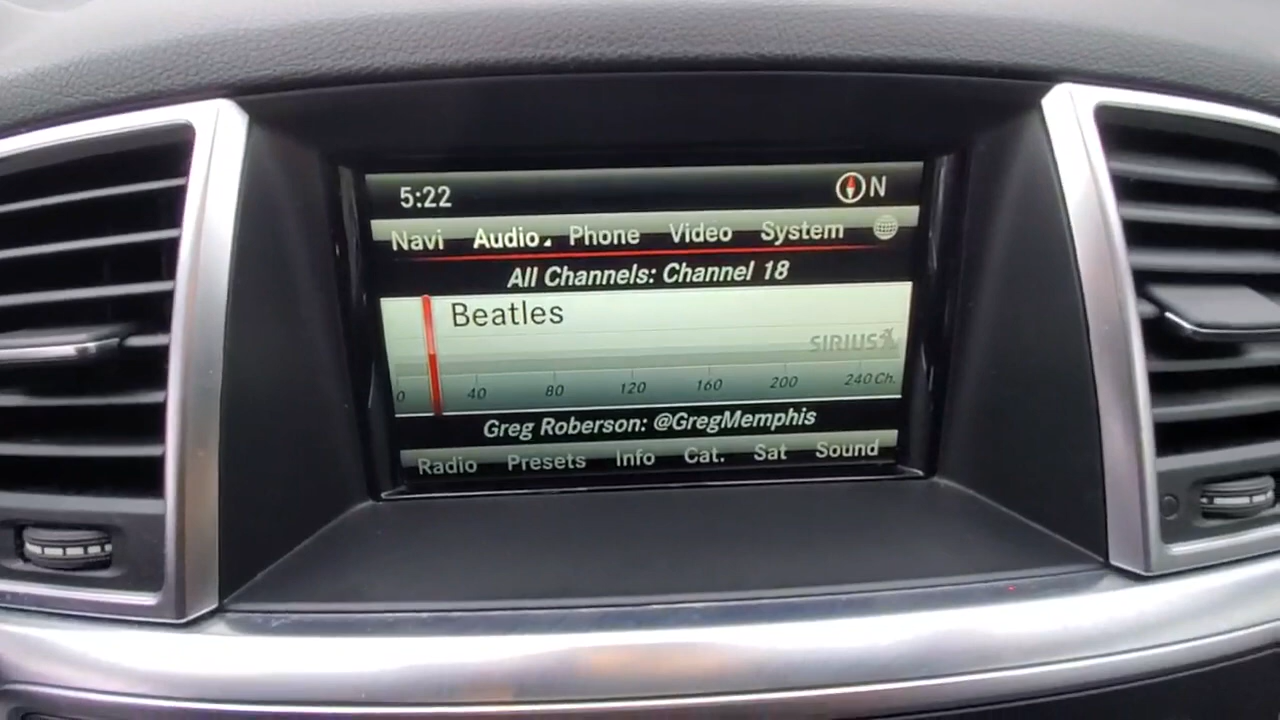 5:22 N
Navi Audio Phone Video System
All Channels: Channel 18
Beatles
SIRIUS
0 40 80 120 160 200 240 Ch.
Greg Roberson: @GregMemphis
Radio Presets Info Cat. Sat Sound